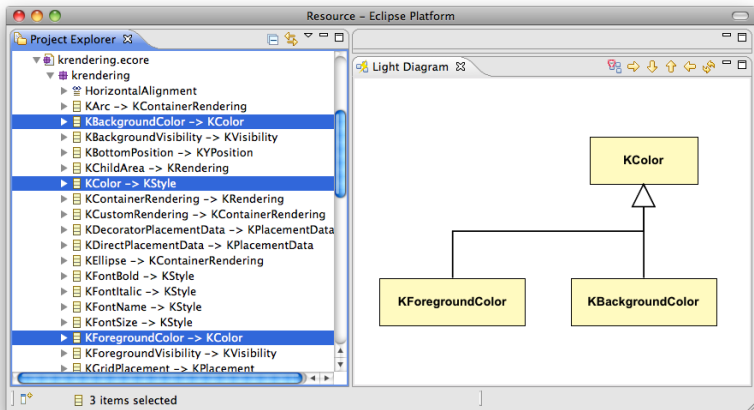 Resource - Eclipse Platform
Project Explorer
krendering.ecore
krendering
HorizontalAlignment
KArc -> KContainerRendering
KBackgroundColor -> KColor
KBackgroundVisibility -> KVisibility
KBottomPosition -> KYPosition
KChildArea -> KRendering
KColor -> KStyle
KContainerRendering -> KRendering
KCustomRendering -> KContainerRendering
KDecoratorPlacementData -> KPlacementData
KDirectPlacementData -> KPlacementData
KEllipse -> KContainerRendering
KFontBold -> KStyle
KFontItalic -> KStyle
KFontName -> KStyle
KFontSize -> KStyle
KForegroundColor -> KColor
KForegroundVisibility -> KVisibility
KGridPlacement -> KPlacement
Light Diagram
KColor
KForegroundColor
KBackgroundColor
3 items selected